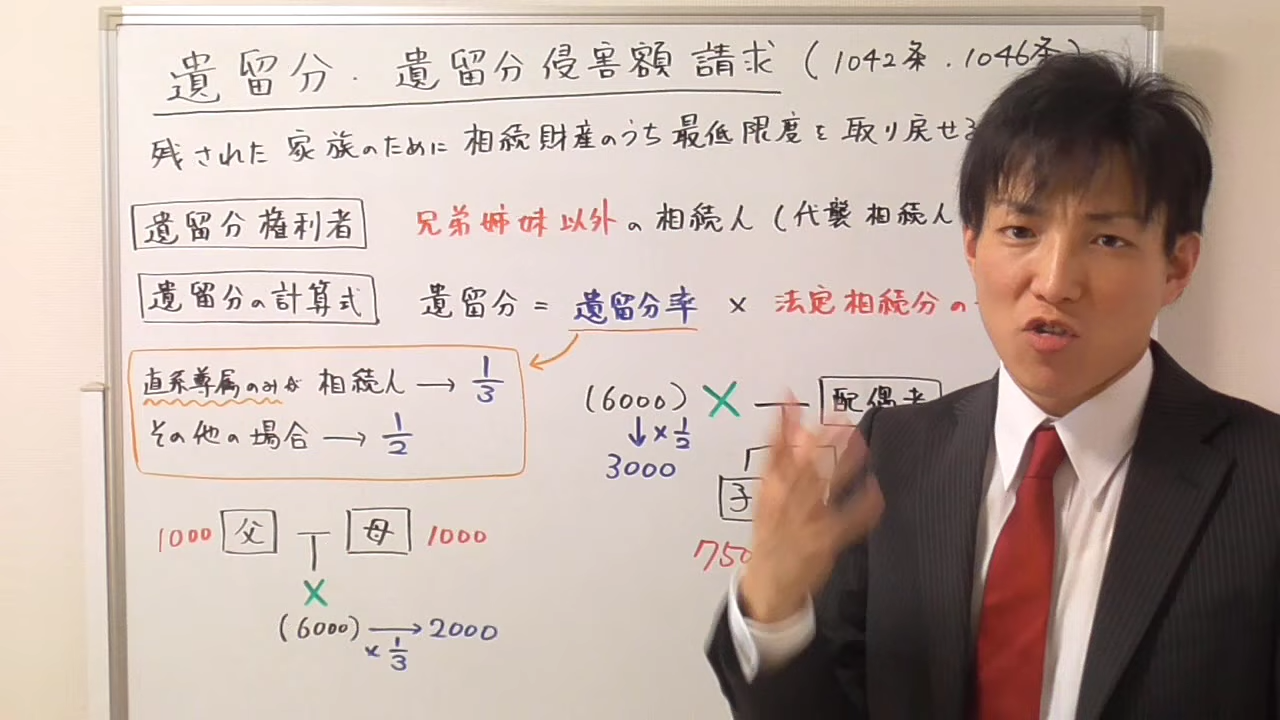 遺留分・遺留分侵害額請求 (1042条・1046条)
残された家族のために相続財産のうち最低限度を取り戻せる
遺留分権利者 兄弟姉妹以外の相続人 (代襲相続人
遺留分の計算式 遺留分 = 遺留分率 × 法定相続分の
直系尊属のみが相続人 → 1/3
その他の場合 → 1/2
(6000) × 配偶者
↓ × 1/2
3000
子
750
1000 父 母 1000
×
(6000) → 2000
× 1/3